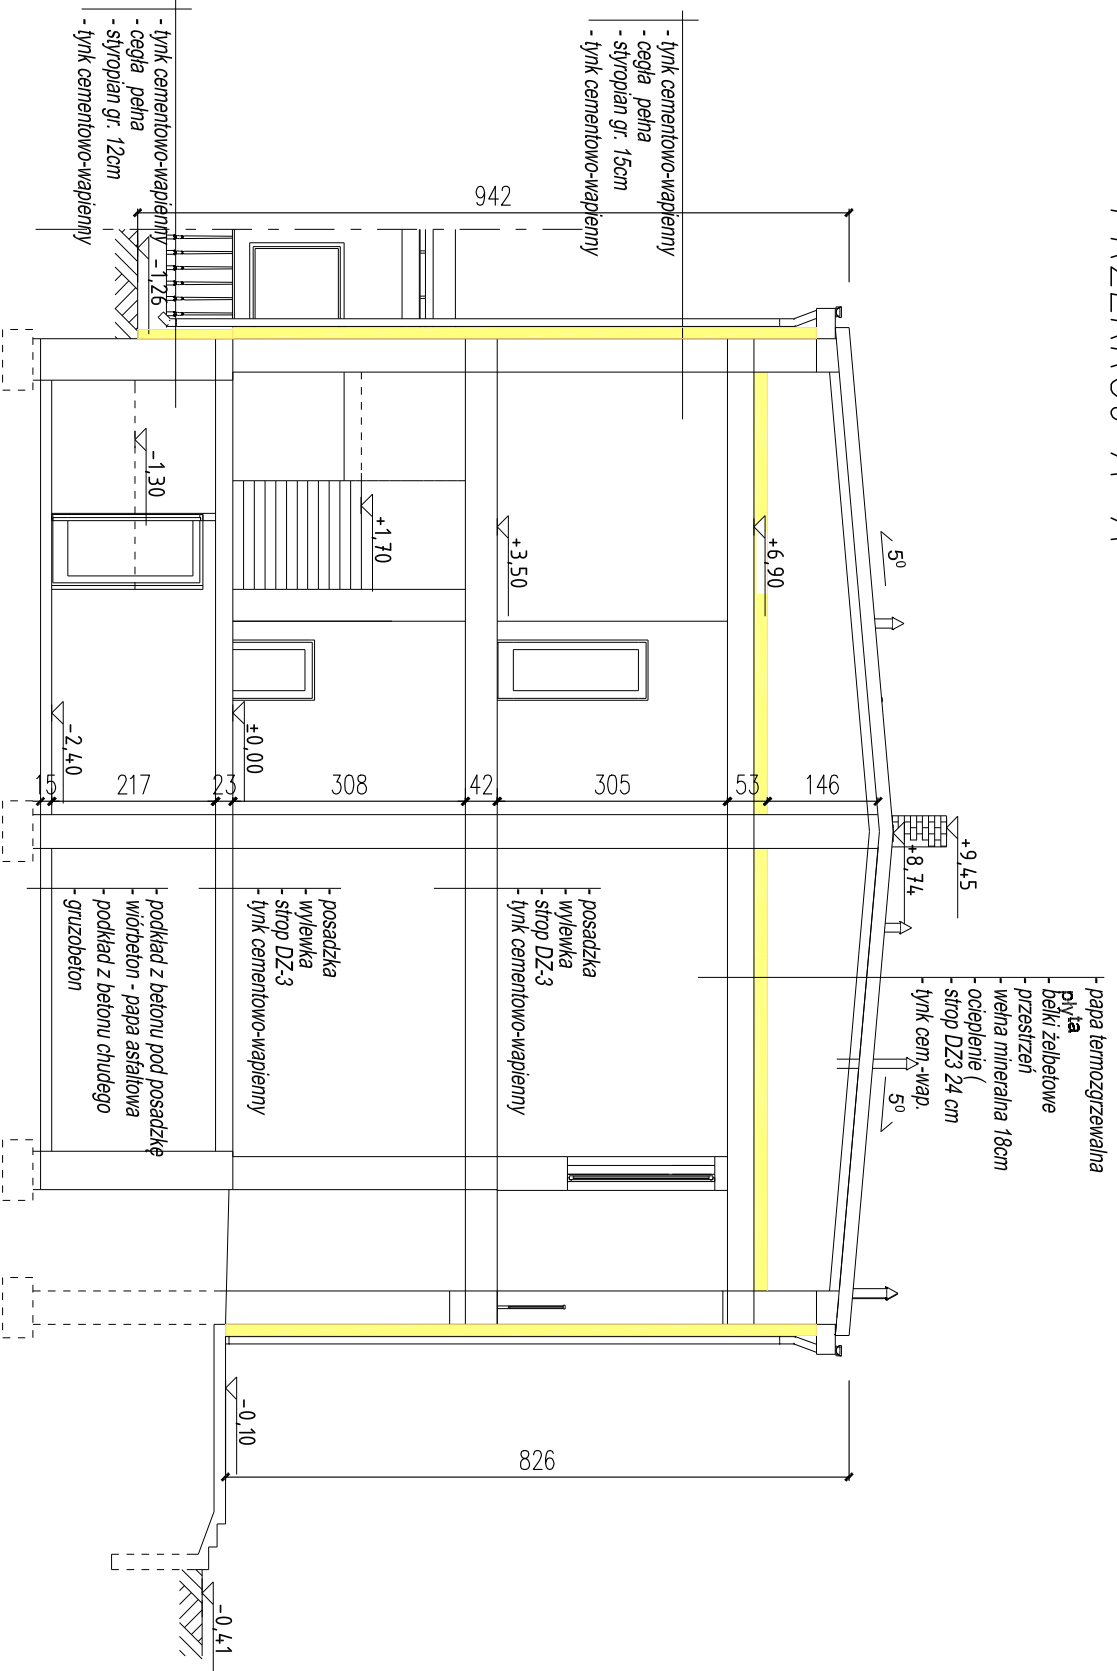 - papa termozgrzewalna
płyta
belki żelbetowe
przestrzeń
- wełna mineralna 18cm
- ocieplenie (
- strop DZ3 24 cm
- tynk cem.-wap.
+9,45
+8,74
5⁰
5⁰
- tynk cementowo-wapienny
- cegła pełna
- styropian gr. 15cm
- tynk cementowo-wapienny
- tynk cementowo-wapienny
- cegła pełna
- styropian gr. 12cm
- tynk cementowo-wapienny
942
826
146
53
305
42
308
23
217
15
+6,90
+3,50
+1,70
±0,00
-1,26
-1,30
-2,40
-0,10
-0,41
- posadzka
- wylewka
- strop DZ-3
- tynk cementowo-wapienny
- posadzka
- wylewka
- strop DZ-3
- tynk cementowo-wapienny
- podkład z betonu pod posadzkę
- wiórbeton - papa asfaltowa
- podkład z betonu chudego
- gruzobeton